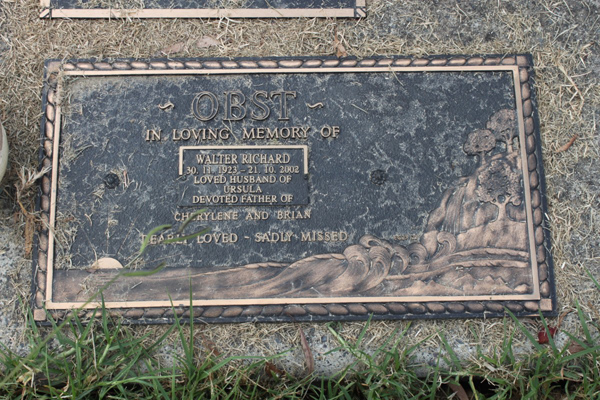 OBST
IN LOVING MEMORY OF
WALTER RICHARD
30. 11. 1923 - 21. 10. 2002
LOVED HUSBAND OF
URSULA
DEVOTED FATHER OF
CHERYLENE AND BRIAN
DEARLY LOVED - SADLY MISSED